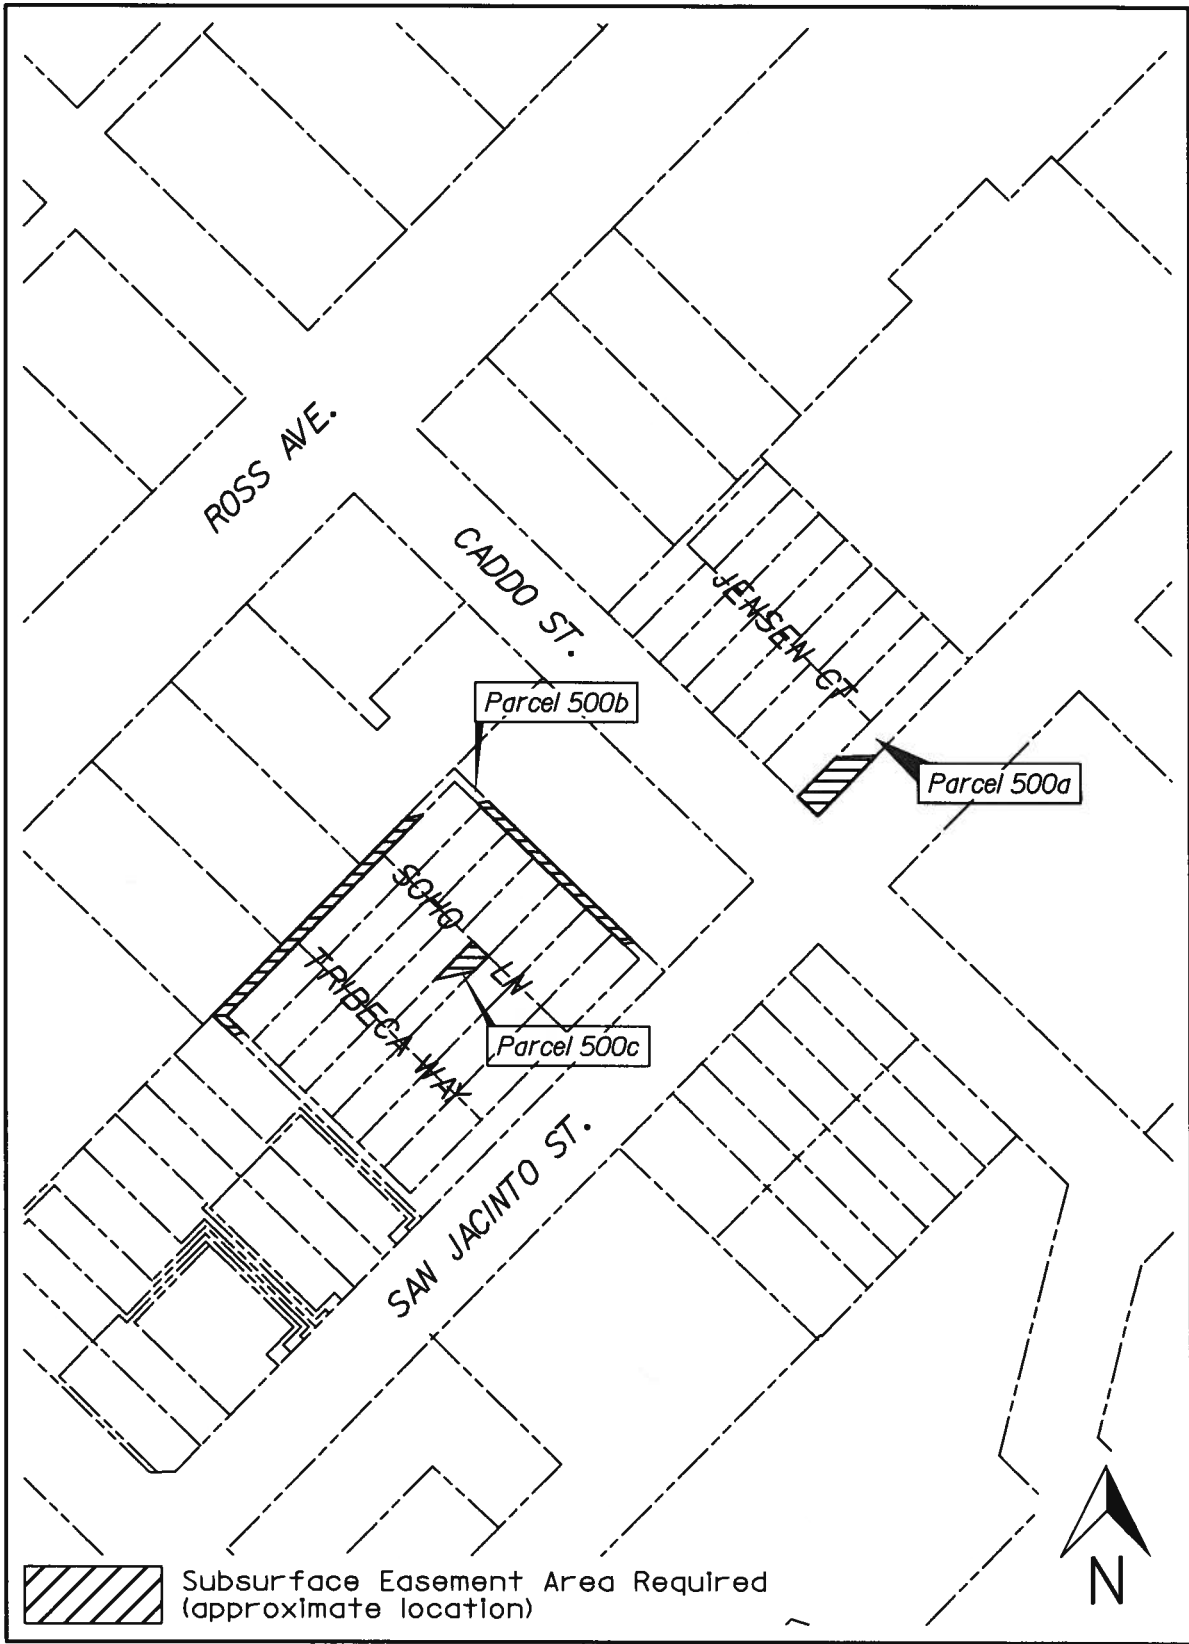 ROSS AVE.
CADDO ST.
JENSEN CT
Parcel 500b
Parcel 500a
SOHO LN
TRIBECA WAY
Parcel 500c
SAN JACINTO ST.
N
Subsurface Easement Area Required
(approximate location)